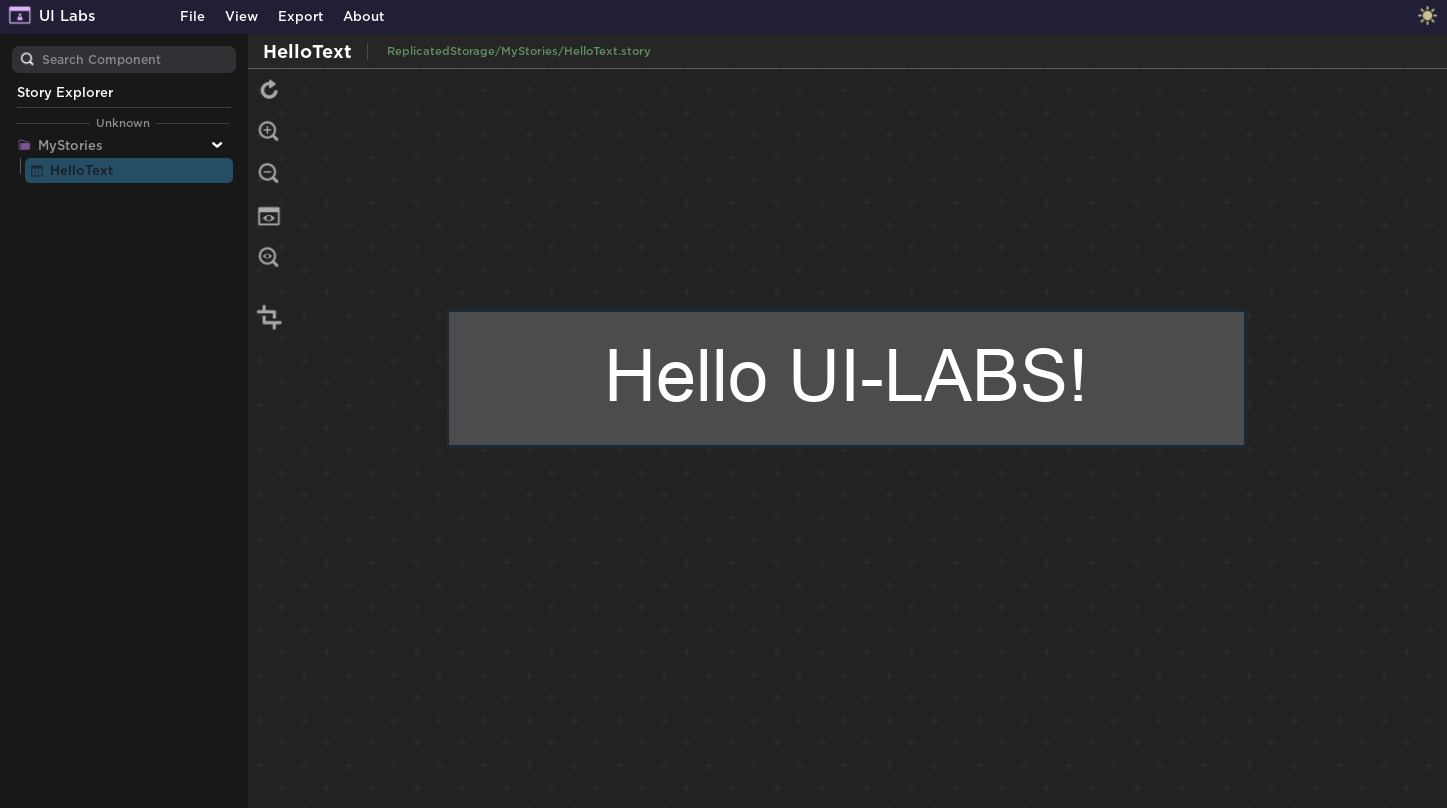 UI Labs File View Export About
Search Component
Story Explorer
Unknown
MyStories
HelloText
HelloText ReplicatedStorage/MyStories/HelloText.story
Hello UI-LABS!